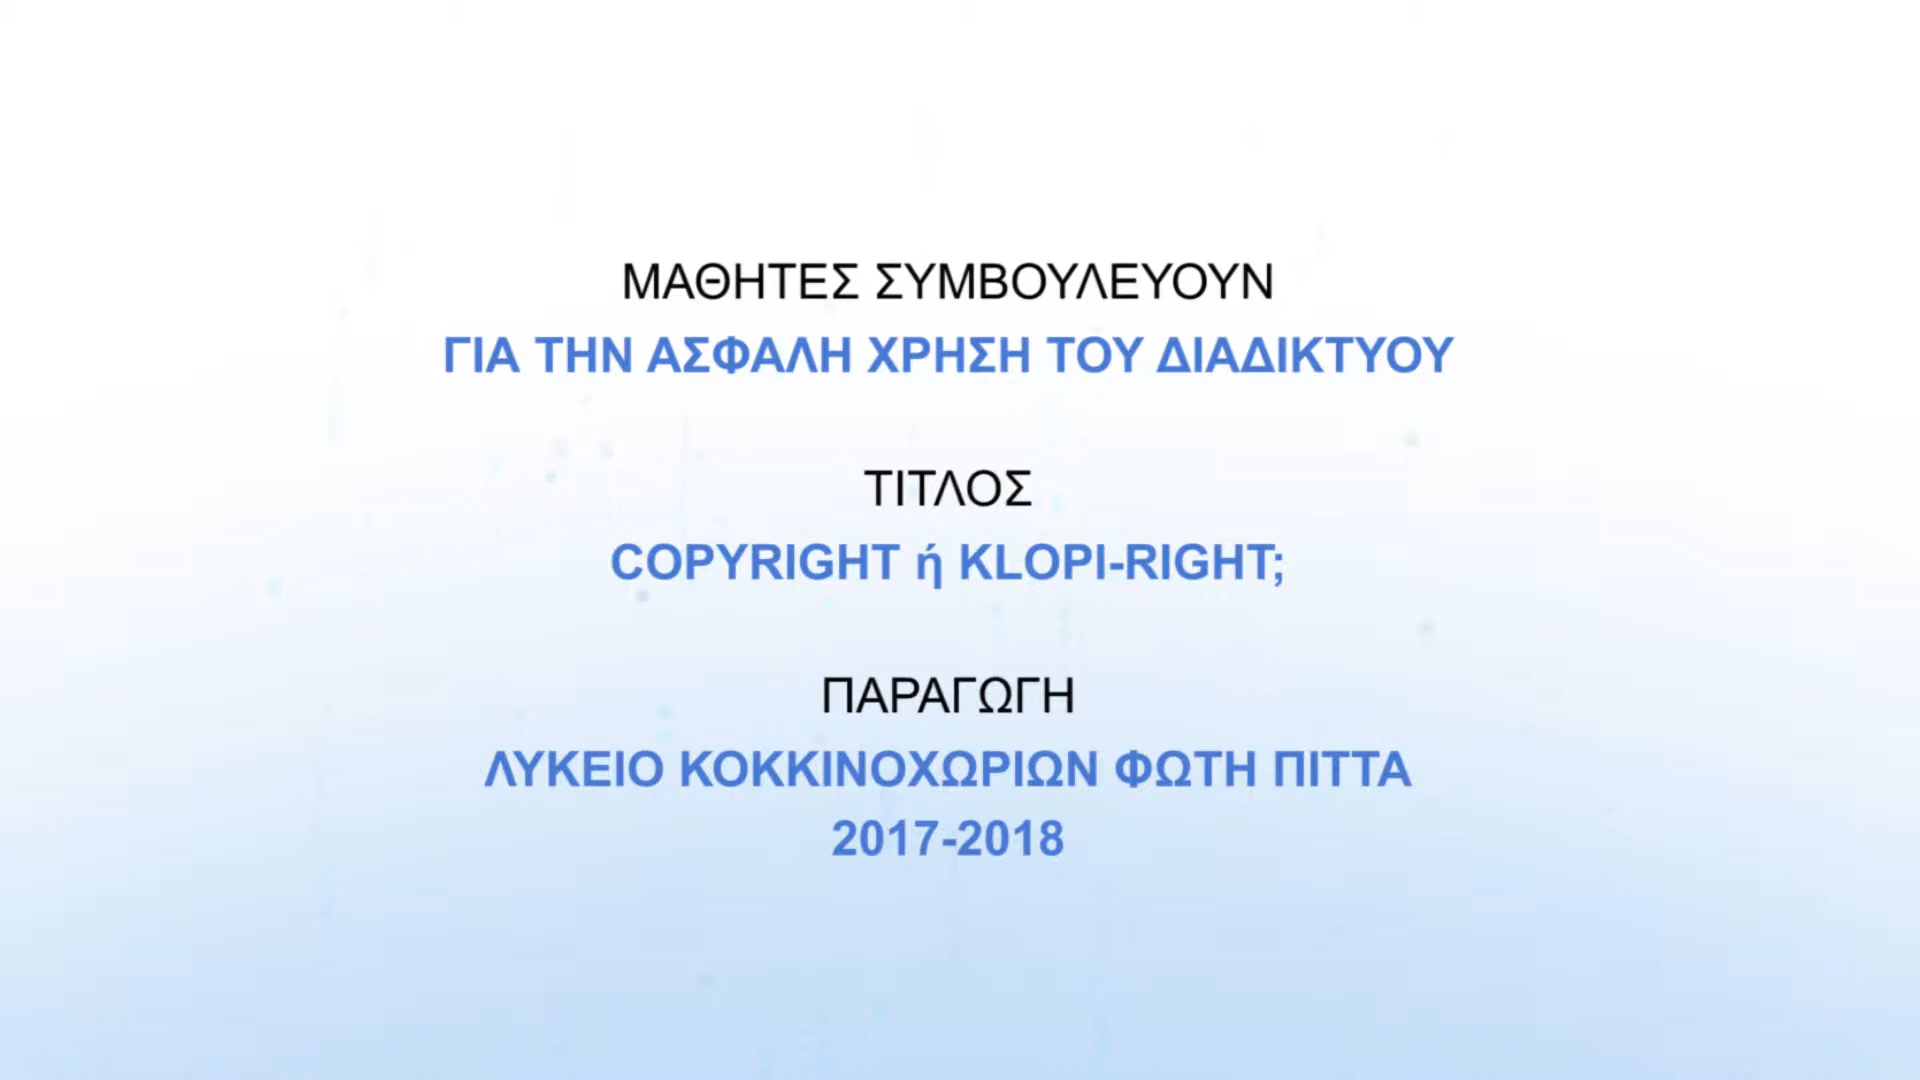 ΜΑΘΗΤΕΣ ΣΥΜΒΟΥΛΕΥΟΥΝ
ΓΙΑ ΤΗΝ ΑΣΦΑΛΗ ΧΡΗΣΗ ΤΟΥ ΔΙΑΔΙΚΤΥΟΥ
ΤΙΤΛΟΣ
COPYRIGHT ή KLOPI-RIGHT;
ΠΑΡΑΓΩΓΗ
ΛΥΚΕΙΟ ΚΟΚΚΙΝΟΧΩΡΙΩΝ ΦΩΤΗ ΠΙΤΤΑ
2017-2018